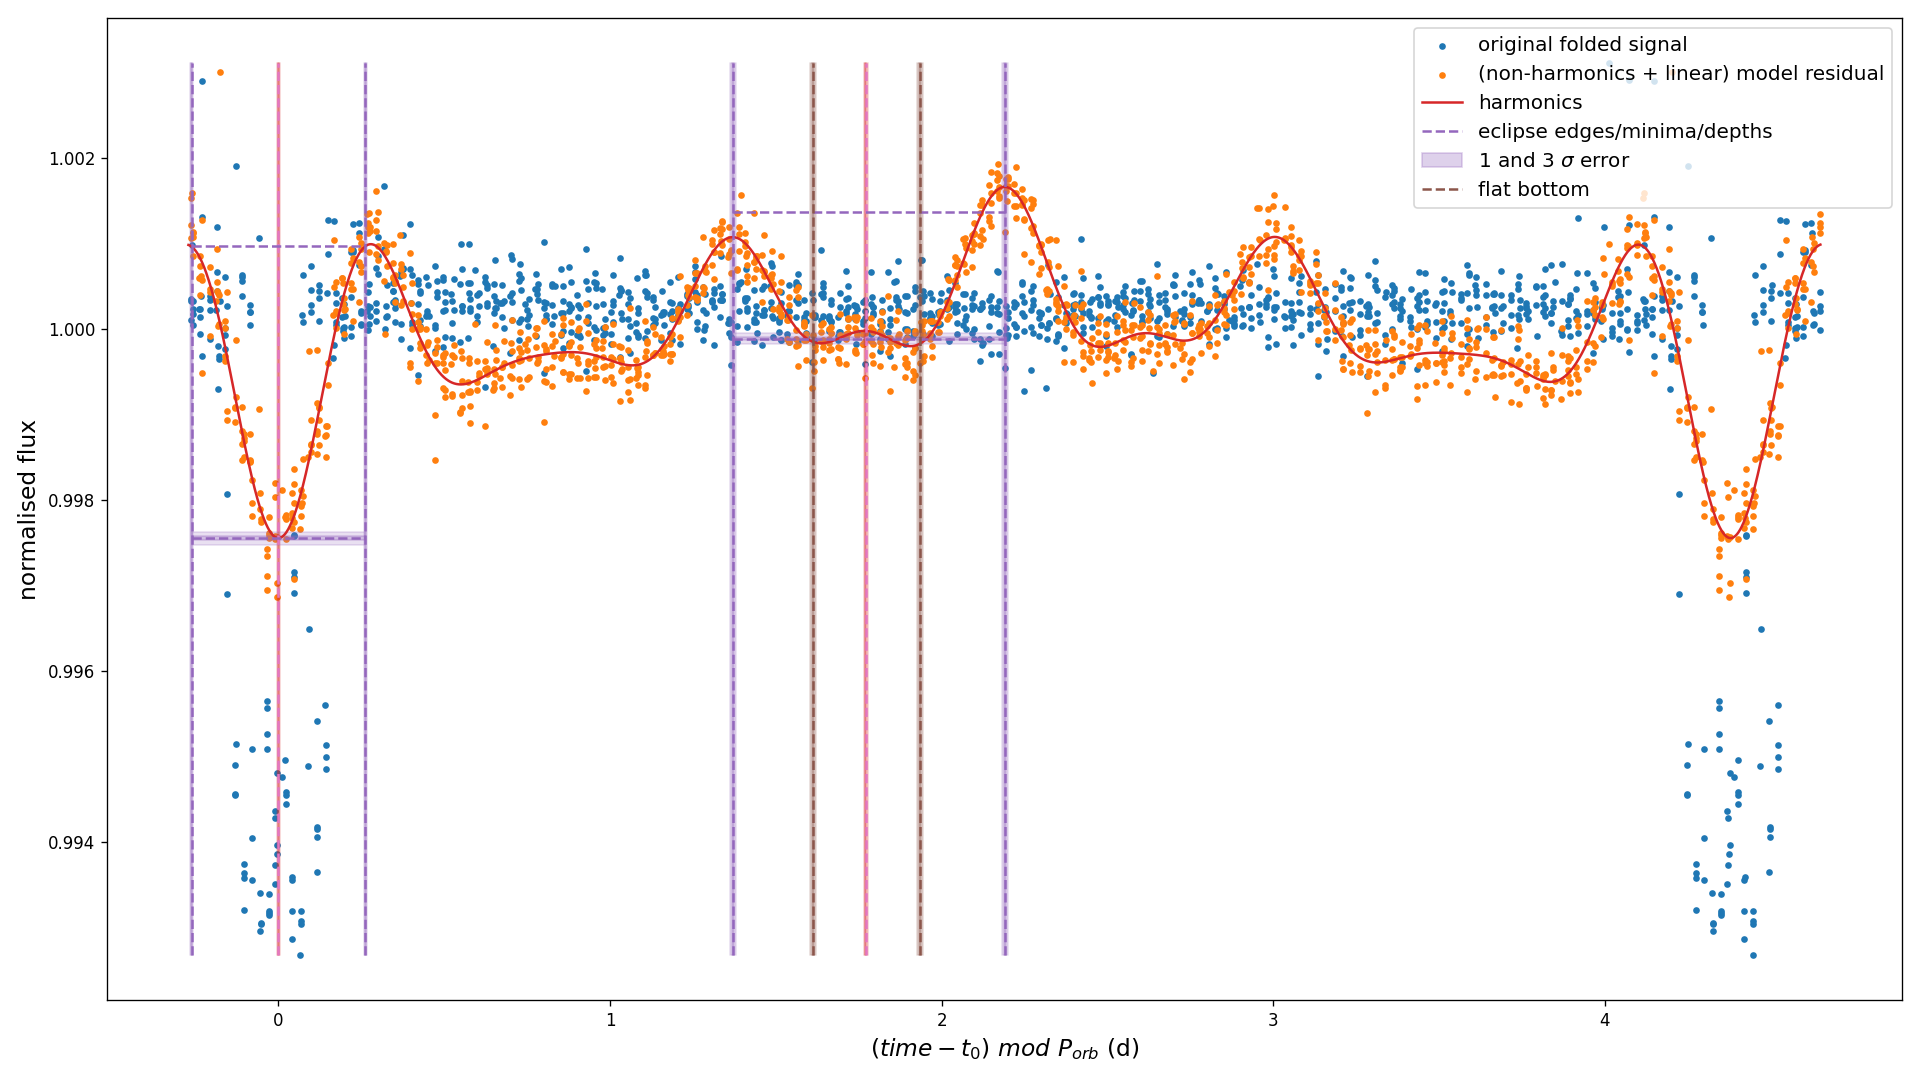 original folded signal
(non-harmonics + linear) model residual
harmonics
eclipse edges/minima/depths
1 and 3 σ error
flat bottom
1.002
1.000
0.998
0.996
0.994
normalised flux
0 1 2 3 4
(time − t₀) mod P_orb (d)